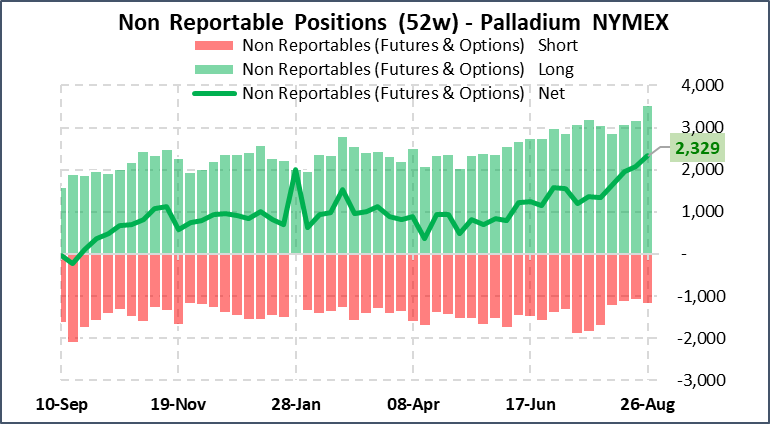 Non Reportable Positions (52w) - Palladium NYMEX
Non Reportables (Futures & Options) Short
Non Reportables (Futures & Options) Long
Non Reportables (Futures & Options) Net
4,000
3,000
2,329
2,000
1,000
-
-1,000
-2,000
-3,000
10-Sep 19-Nov 28-Jan 08-Apr 17-Jun 26-Aug